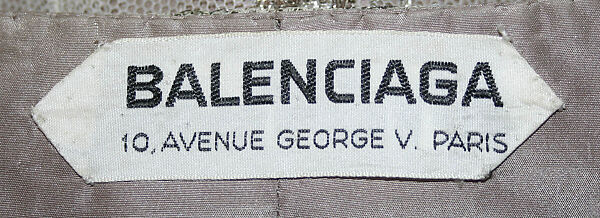 BALENCIAGA
10, AVENUE GEORGE V. PARIS